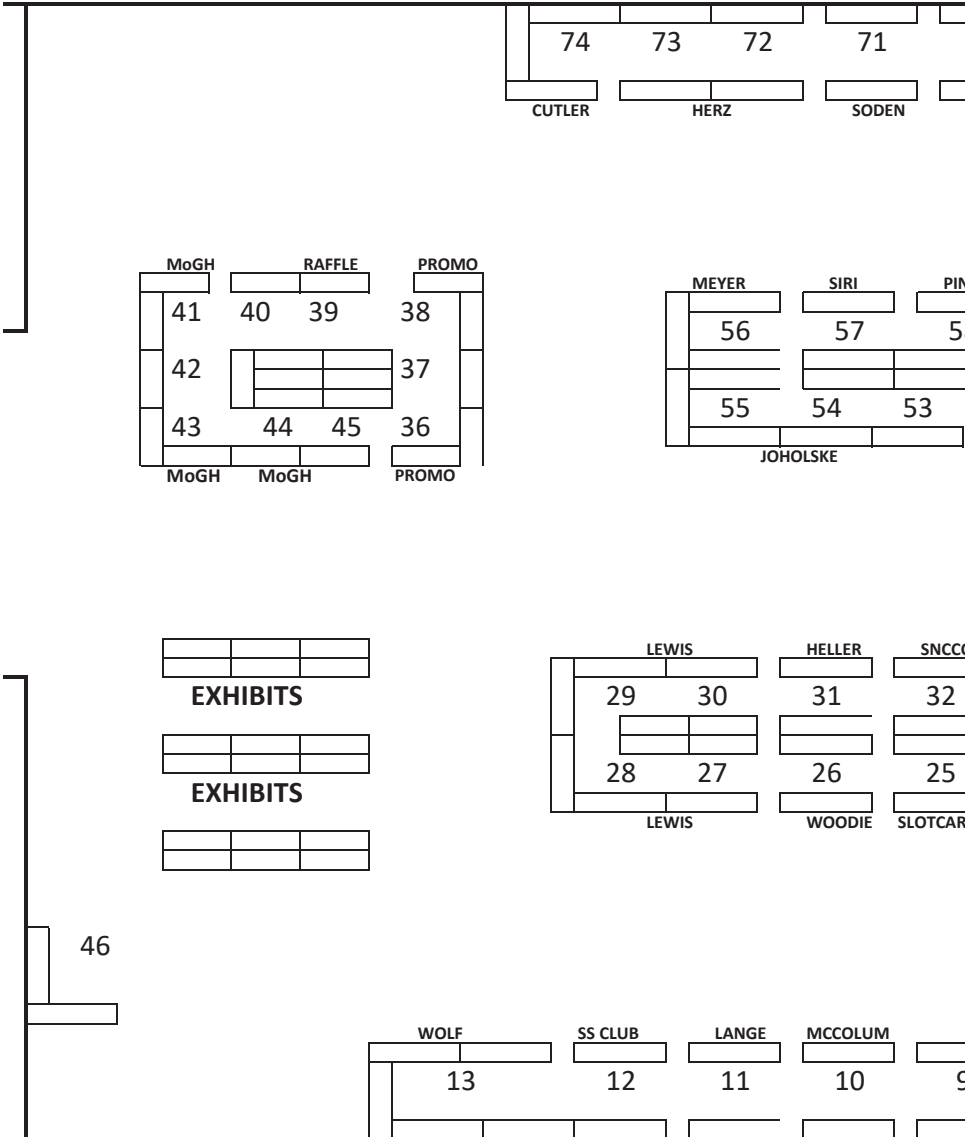 74 73 72 71
CUTLER HERZ SODEN
MoGH RAFFLE PROMO
MEYER SIRI
41 40 39 38
56 57
42 37
43 44 45 36
55 54 53
JOHOLSKE
MoGH MoGH PROMO
LEWIS HELLER
EXHIBITS
29 30 31 32
28 27 26 25
EXHIBITS
LEWIS WOODIE SLOTCAR
46
WOLF SS CLUB LANGE MCCOLUM
13 12 11 10